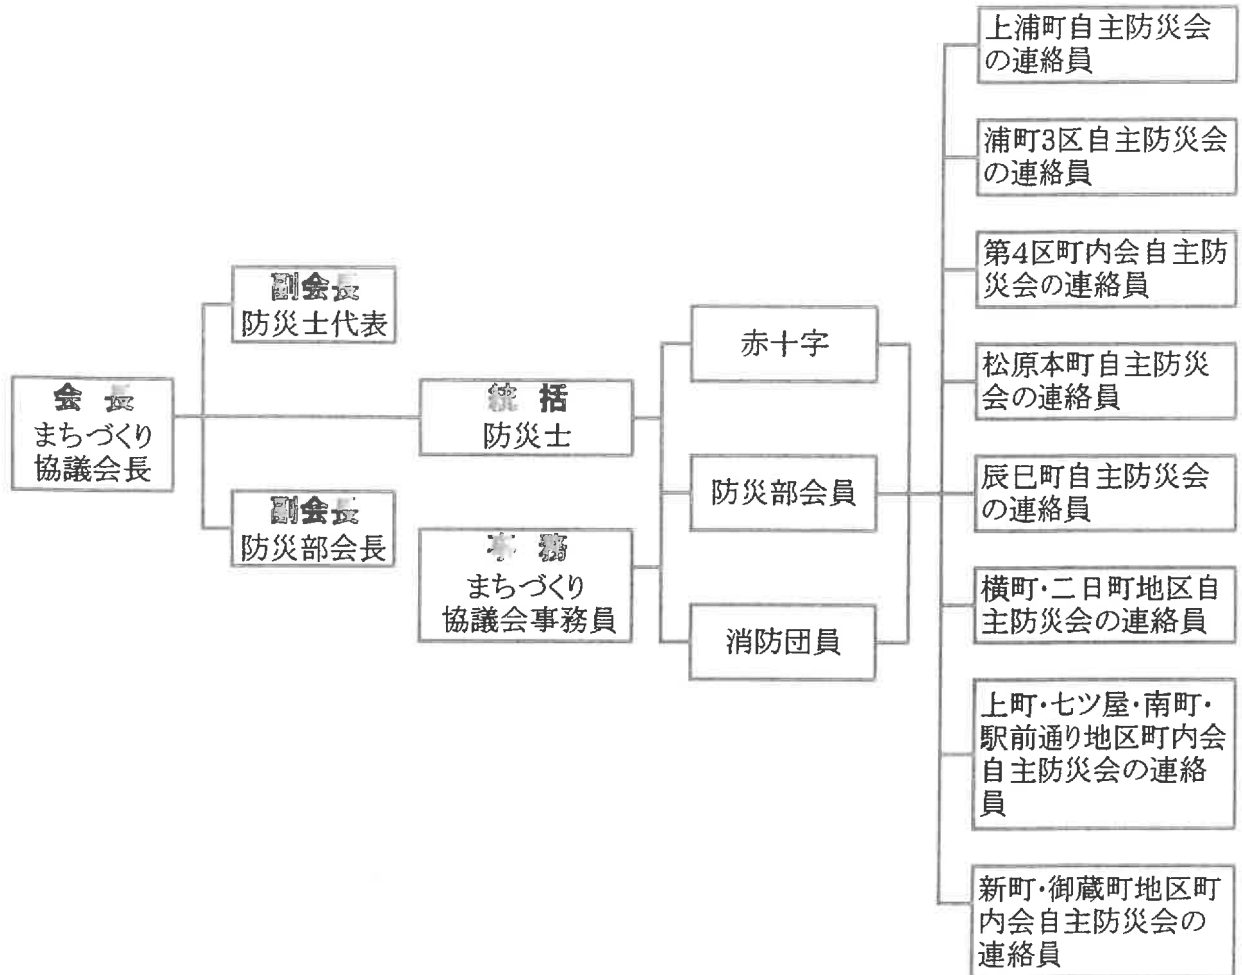 会 長
まちづくり
協議会長
副会長
防災士代表
副会長
防災部会長
統 括
防災士
事 務
まちづくり
協議会事務員
赤十字
防災部会員
消防団員
上浦町自主防災会
の連絡員
浦町3区自主防災会
の連絡員
第4区町内会自主防
災会の連絡員
松原本町自主防災
会の連絡員
辰巳町自主防災会
の連絡員
横町・二日町地区自
主防災会の連絡員
上町・七ツ屋・南町・
駅前通り地区町内会
自主防災会の連絡
員
新町・御蔵町地区町
内会自主防災会の
連絡員